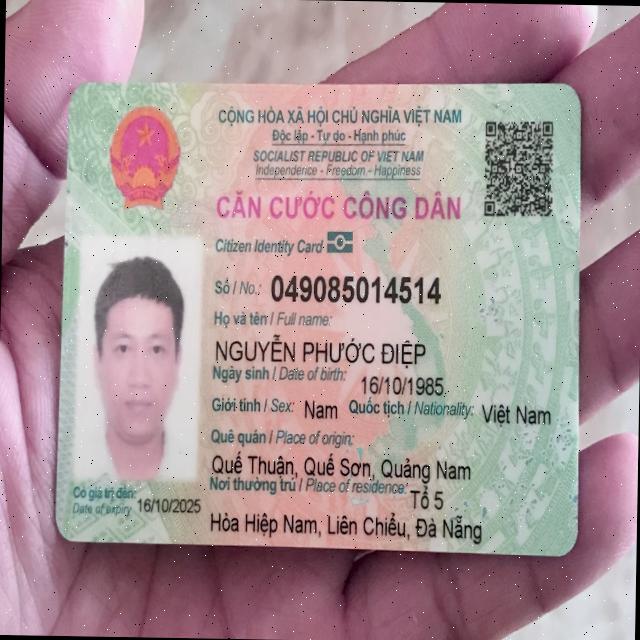 CỘNG HÒA XÃ HỘI CHỦ NGHĨA VIỆT NAM
Độc lập - Tự do - Hạnh phúc
SOCIALIST REPUBLIC OF VIET NAM
Independence - Freedom - Happiness
CĂN CƯỚC CÔNG DÂN
Citizen Identity Card
Số / No.: 049085014514
Họ và tên / Full name:
NGUYỄN PHƯỚC ĐIỆP
Ngày sinh / Date of birth: 16/10/1985
Giới tính / Sex: Nam Quốc tịch / Nationality: Việt Nam
Quê quán / Place of origin:
Quế Thuận, Quế Sơn, Quảng Nam
Nơi thường trú / Place of residence: Tổ 5
Hòa Hiệp Nam, Liên Chiểu, Đà Nẵng
Có giá trị đến: 16/10/2025
Date of expiry